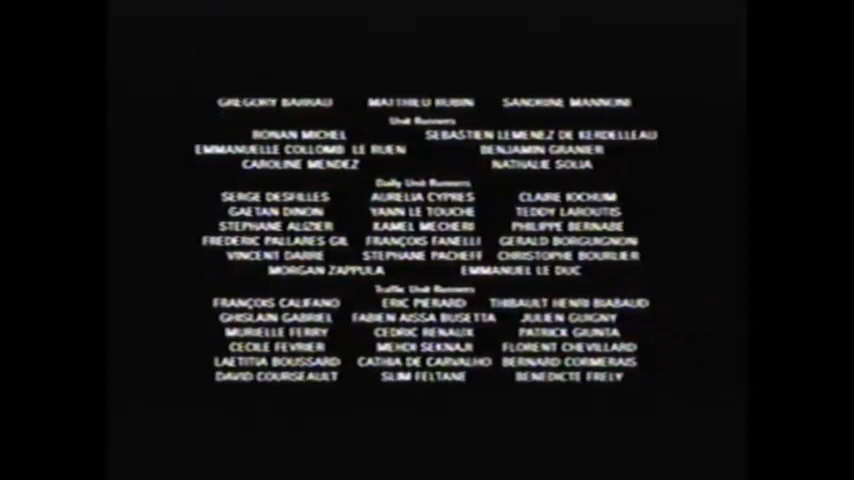 GREGORY BARRAU MATTHIEU RUBIN SANDRINE MANNONI
Unit Runners
RONAN MICHEL SEBASTIEN LEMENEZ DE KERDELLEAU
EMMANUELLE COLLOMB LE RUEN BENJAMIN GRANIER
CAROLINE MENDEZ NATHALIE SOLIA
Daily Unit Runners
SERGE DESFILLES AURELIA CYPRES CLAIRE IOCHUM
GAETAN DINON YANN LE TOUCHE TEDDY LAROUTIS
STEPHANE ALIZIER KAMEL MECHERI PHILIPPE BERNABE
FREDERIC PALLARES GIL FRANÇOIS FANELLI GERALD BORGUIGNON
VINCENT DARRE STEPHANE PACHEFF CHRISTOPHE BOURLIER
MORGAN ZAPPULA EMMANUEL LE DUC
Traffic Unit Runners
FRANÇOIS CALIFANO ERIC PIERARD THIBAULT HENRI BIABAUD
GHISLAIN GABRIEL FABIEN AISSA BUSETTA JULIEN GUIGNY
MURIELLE FERRY CEDRIC RENAUX PATRICK GIUNTA
CECILE FEVRIER MEHDI SEKNAJI FLORENT CHEVILLARD
LAETITIA BOUSSARD CATHIA DE CARVALHO BERNARD CORMERAIS
DAVID COURSEAULT SLIM FELTANE BENEDICTE FRELY